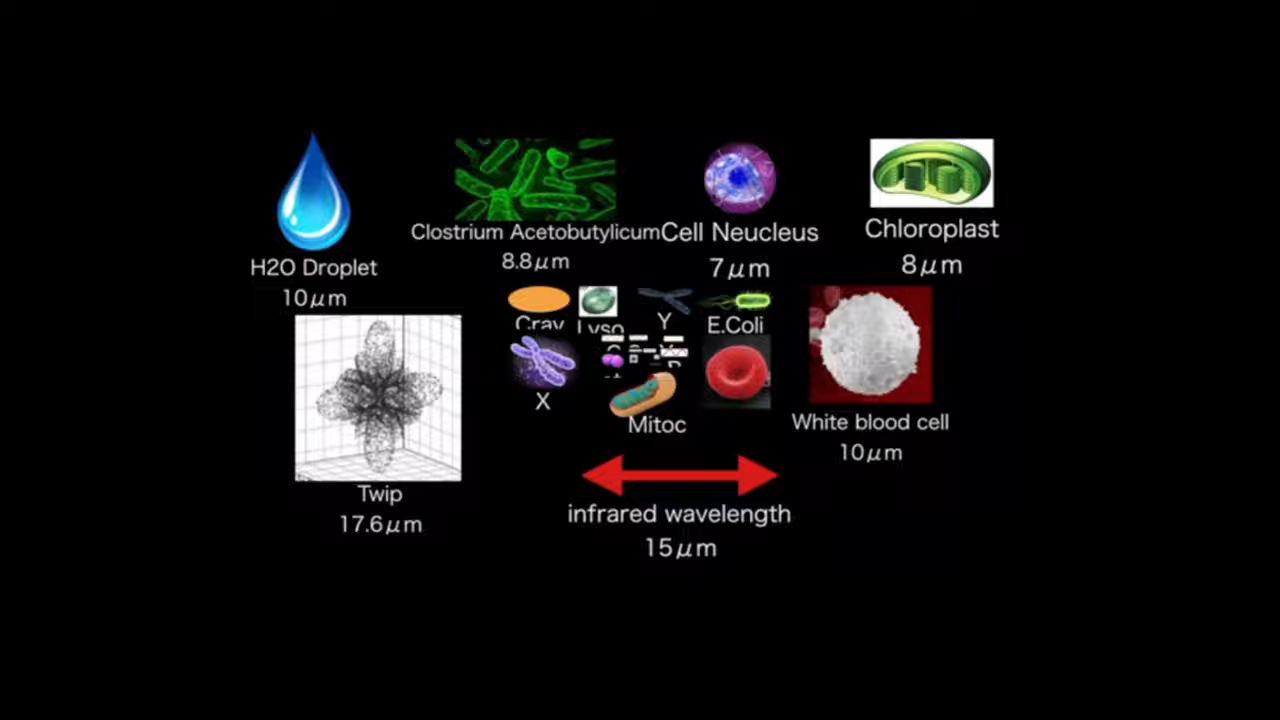 Clostrium Acetobutylicum
8.8μm
Cell Neucleus
7μm
Chloroplast
8μm
H2O Droplet
10μm
Lyso
Y
E.Coli
X
Mitoc
White blood cell
10μm
Twip
17.6μm
infrared wavelength
15μm